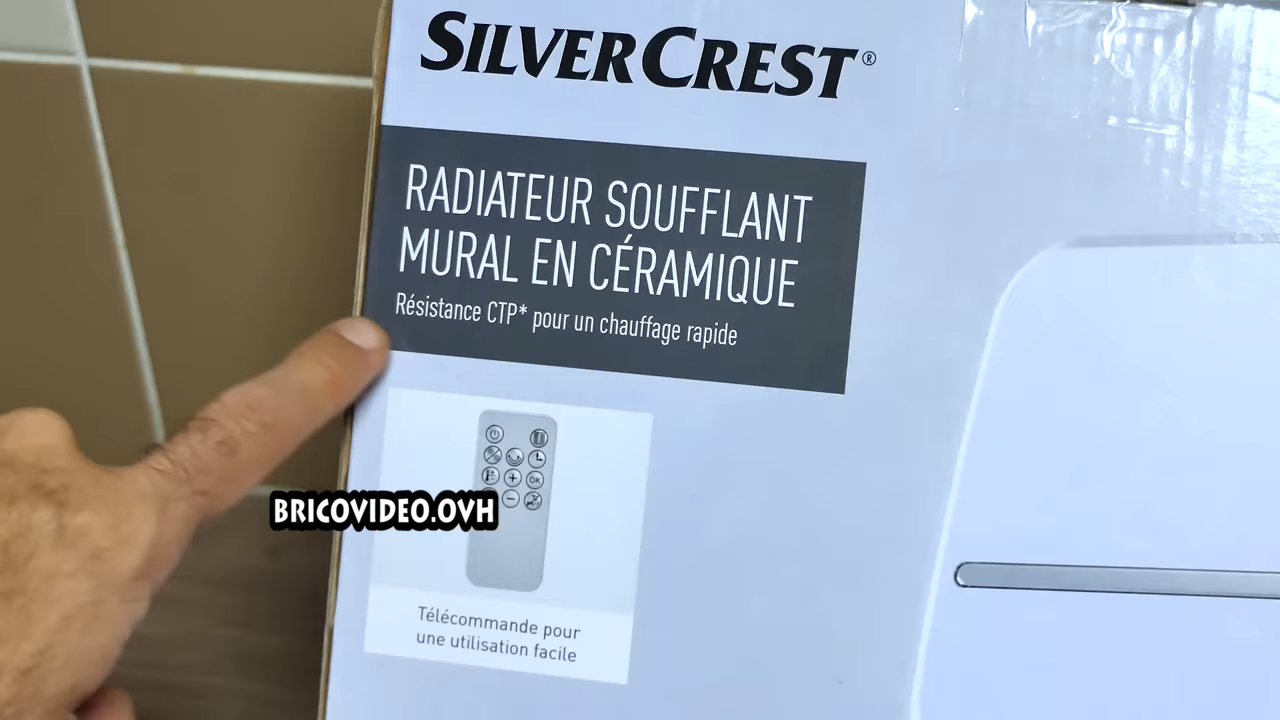 SILVERCREST®
RADIATEUR SOUFFLANT
MURAL EN CÉRAMIQUE
Résistance CTP* pour un chauffage rapide
OK
BRICOVIDEO.OVH
Télécommande pour
une utilisation facile